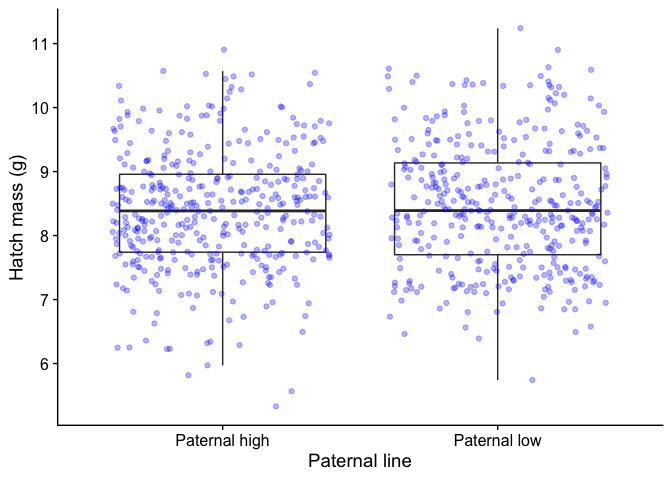 Hatch mass (g)
11
10
9
8
7
6
Paternal high
Paternal low
Paternal line